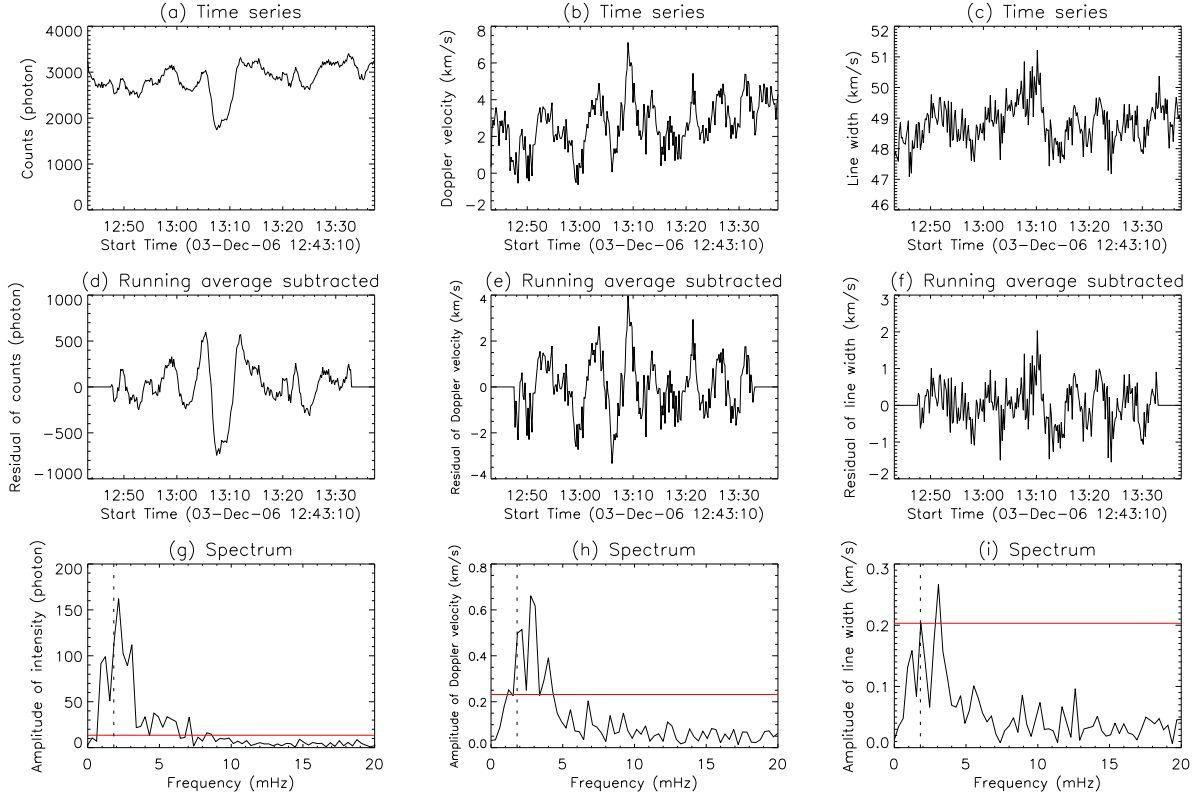 (a) Time series
Counts (photon)
4000
3000
2000
1000
0
12:50 13:00 13:10 13:20 13:30
Start Time (03-Dec-06 12:43:10)
(b) Time series
Doppler velocity (km/s)
8
6
4
2
0
-2
12:50 13:00 13:10 13:20 13:30
Start Time (03-Dec-06 12:43:10)
(c) Time series
Line width (km/s)
52
51
50
49
48
47
46
12:50 13:00 13:10 13:20 13:30
Start Time (03-Dec-06 12:43:10)
(d) Running average subtracted
Residual of counts (photon)
1000
500
0
-500
-1000
12:50 13:00 13:10 13:20 13:30
Start Time (03-Dec-06 12:43:10)
(e) Running average subtracted
Residual of Doppler velocity (km/s)
4
2
0
-2
-4
12:50 13:00 13:10 13:20 13:30
Start Time (03-Dec-06 12:43:10)
(f) Running average subtracted
Residual of line width (km/s)
3
2
1
0
-1
-2
12:50 13:00 13:10 13:20 13:30
Start Time (03-Dec-06 12:43:10)
(g) Spectrum
Amplitude of intensity (photon)
200
150
100
50
0
0 5 10 15 20
Frequency (mHz)
(h) Spectrum
Amplitude of Doppler velocity (km/s)
0.8
0.6
0.4
0.2
0.0
0 5 10 15 20
Frequency (mHz)
(i) Spectrum
Amplitude of line width (km/s)
0.3
0.2
0.1
0.0
0 5 10 15 20
Frequency (mHz)